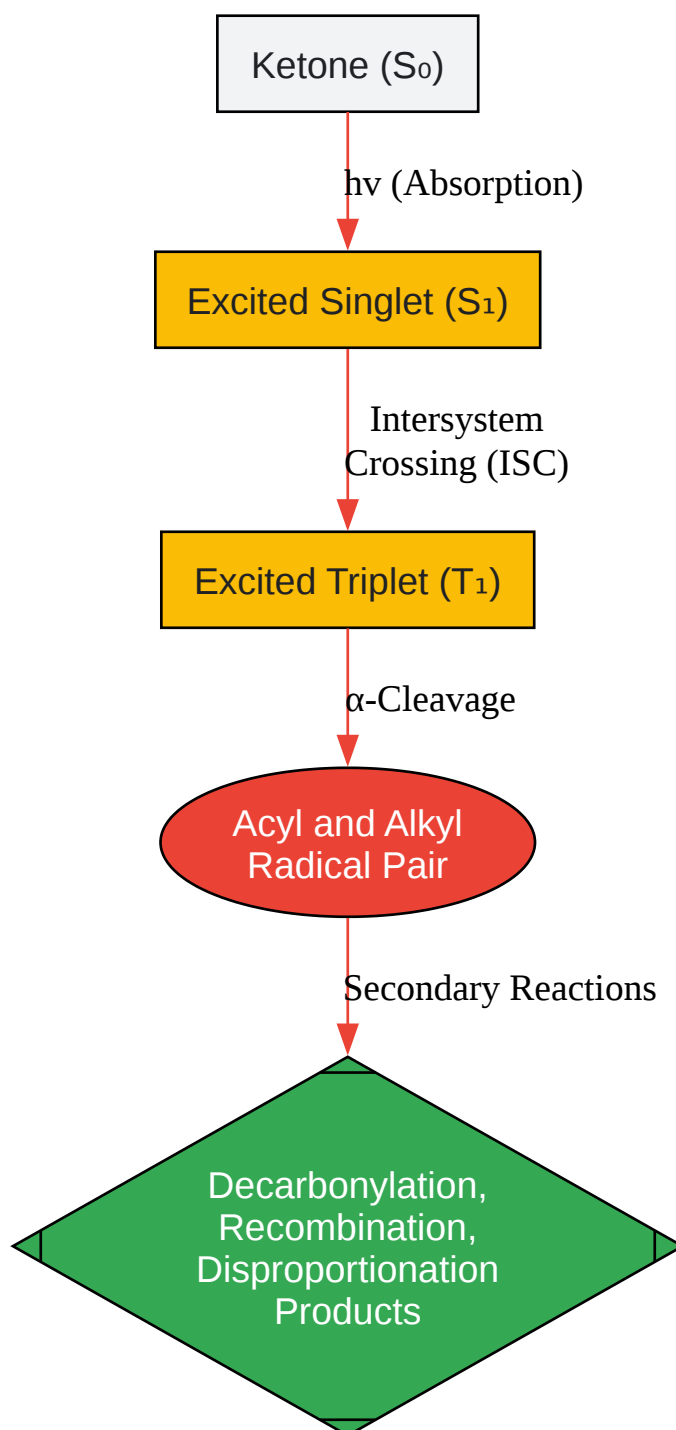 Ketone (S₀)
hv (Absorption)
Excited Singlet (S₁)
Intersystem
Crossing (ISC)
Excited Triplet (T₁)
α-Cleavage
Acyl and Alkyl
Radical Pair
Secondary Reactions
Decarbonylation,
Recombination,
Disproportionation
Products